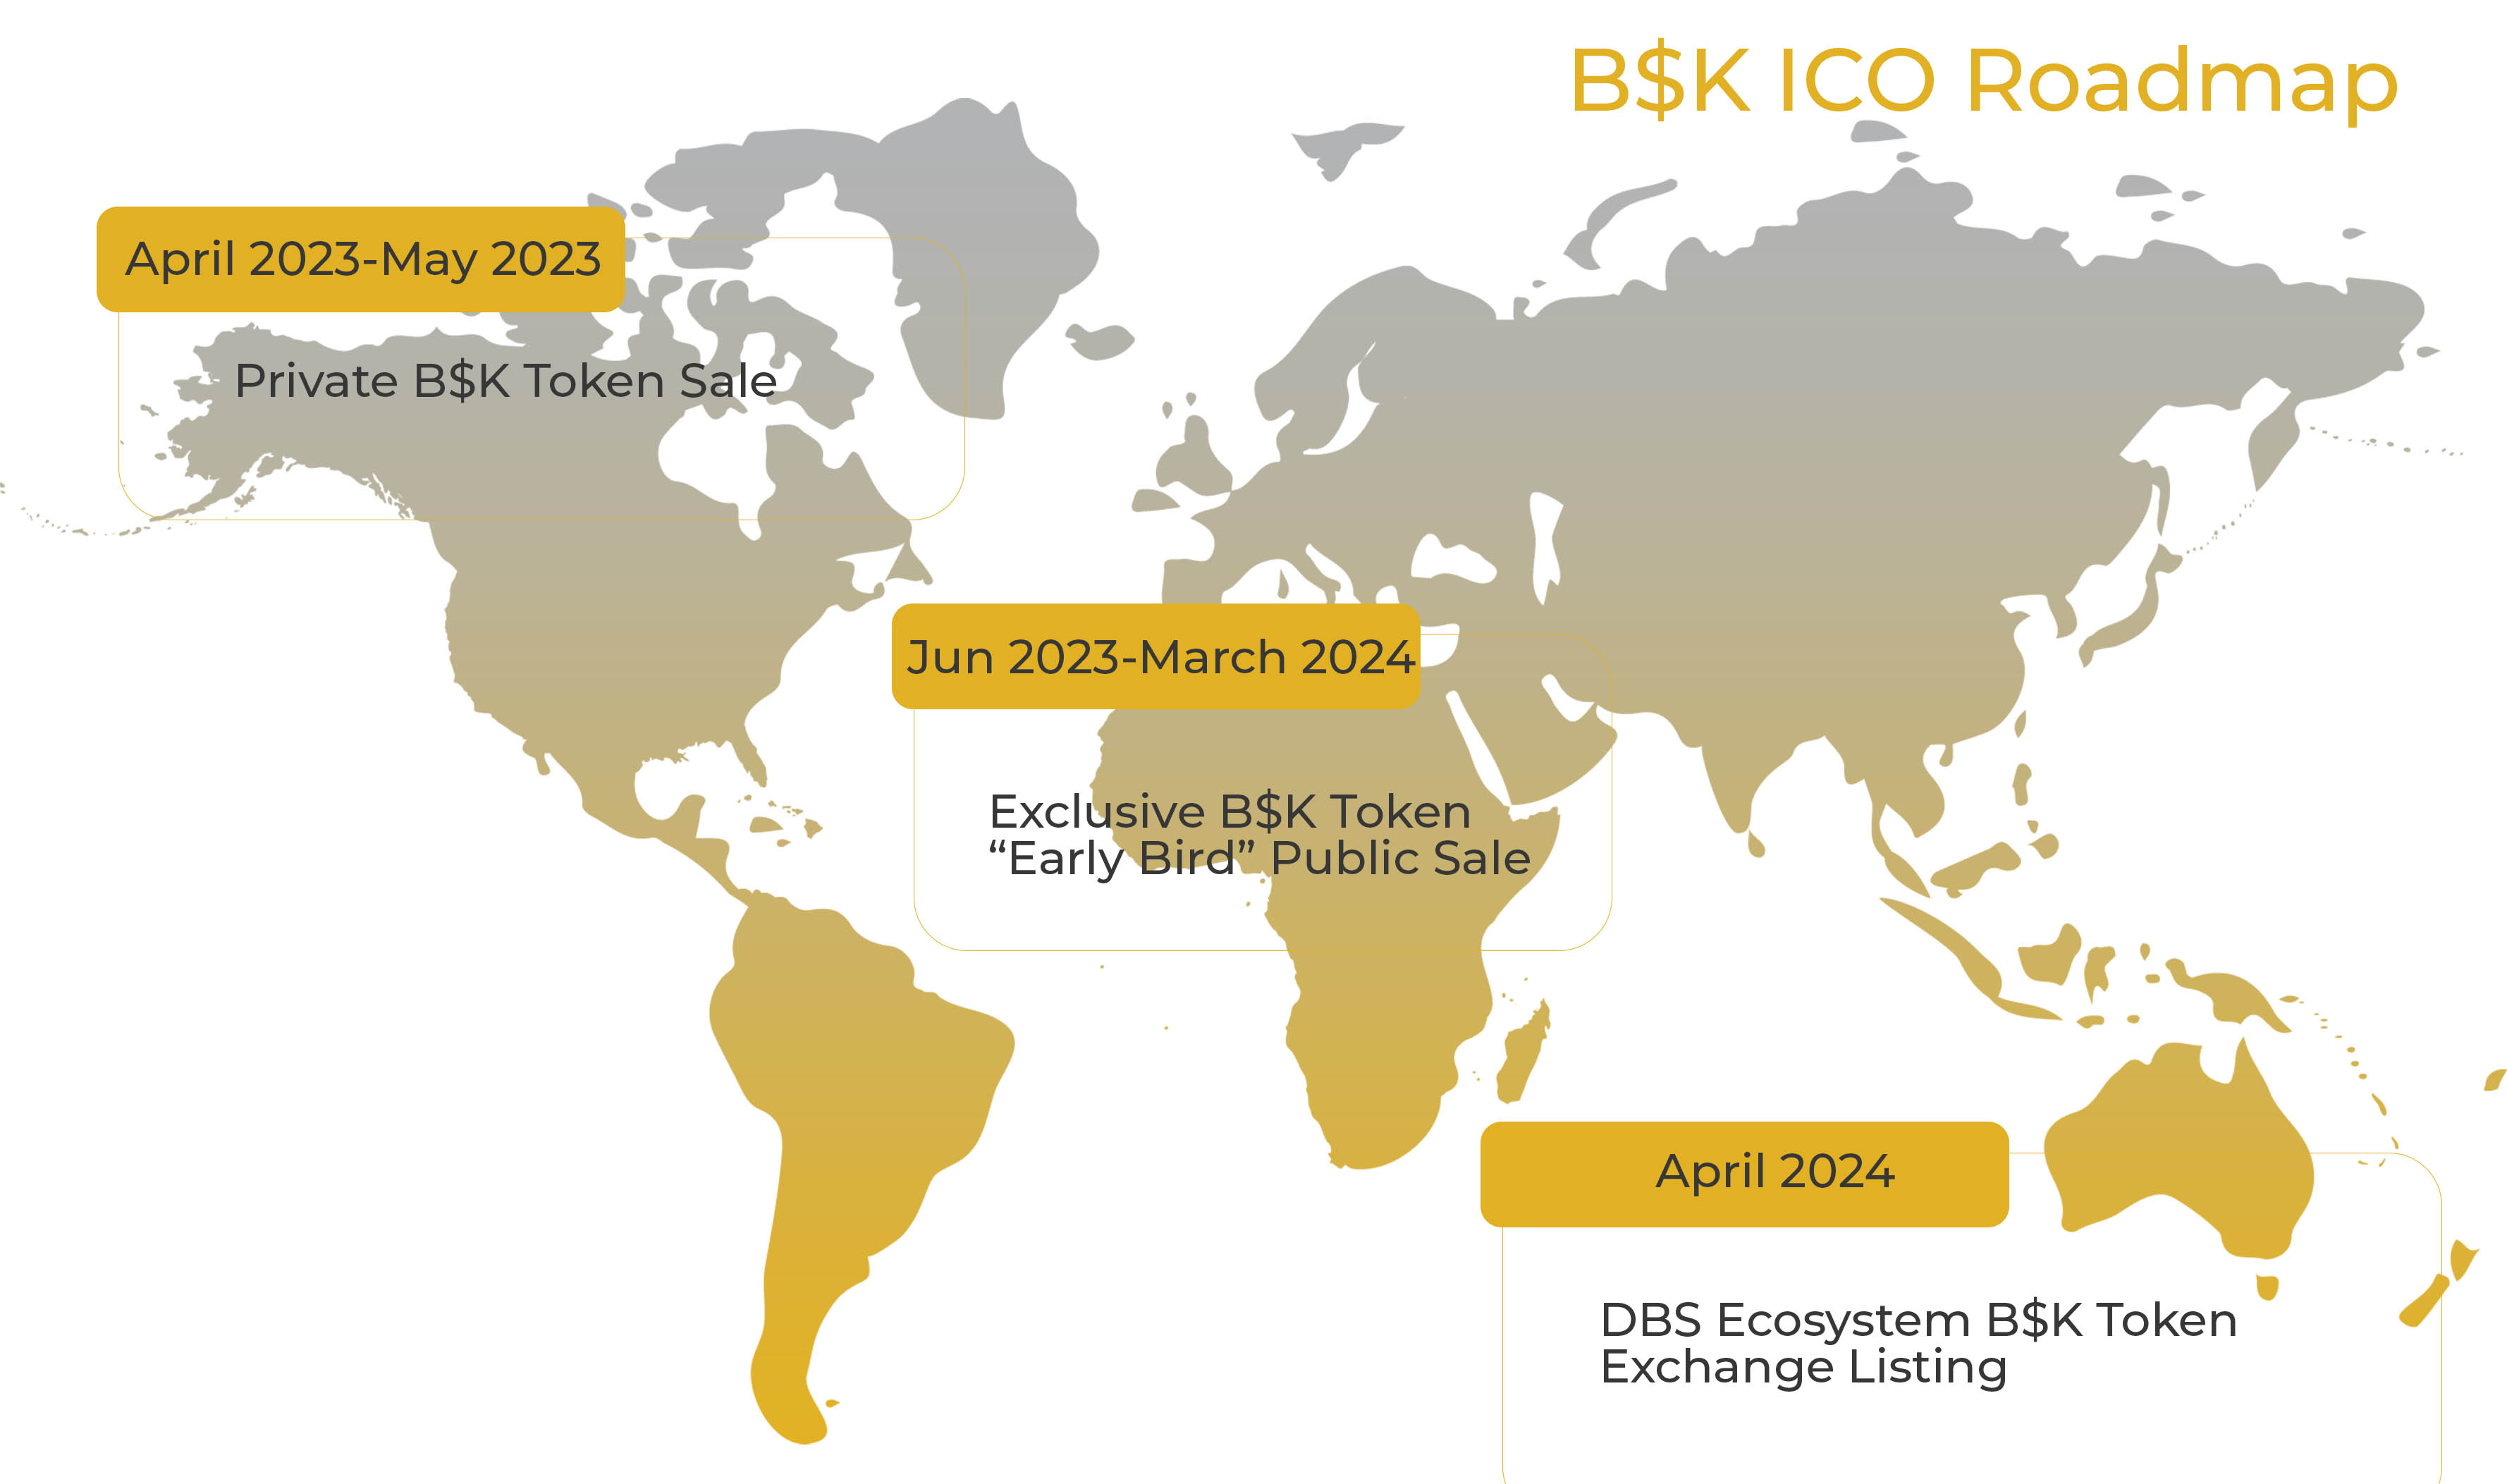 B$K ICO Roadmap
April 2023-May 2023
Private B$K Token Sale
Jun 2023-March 2024
Exclusive B$K Token
“Early Bird” Public Sale
April 2024
DBS Ecosystem B$K Token
Exchange Listing